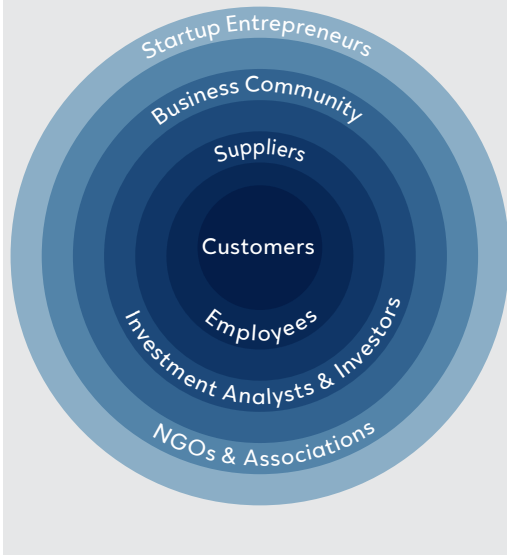 Startup Entrepreneurs
Business Community
Suppliers
Customers
Employees
Investment Analysts & Investors
NGOs & Associations